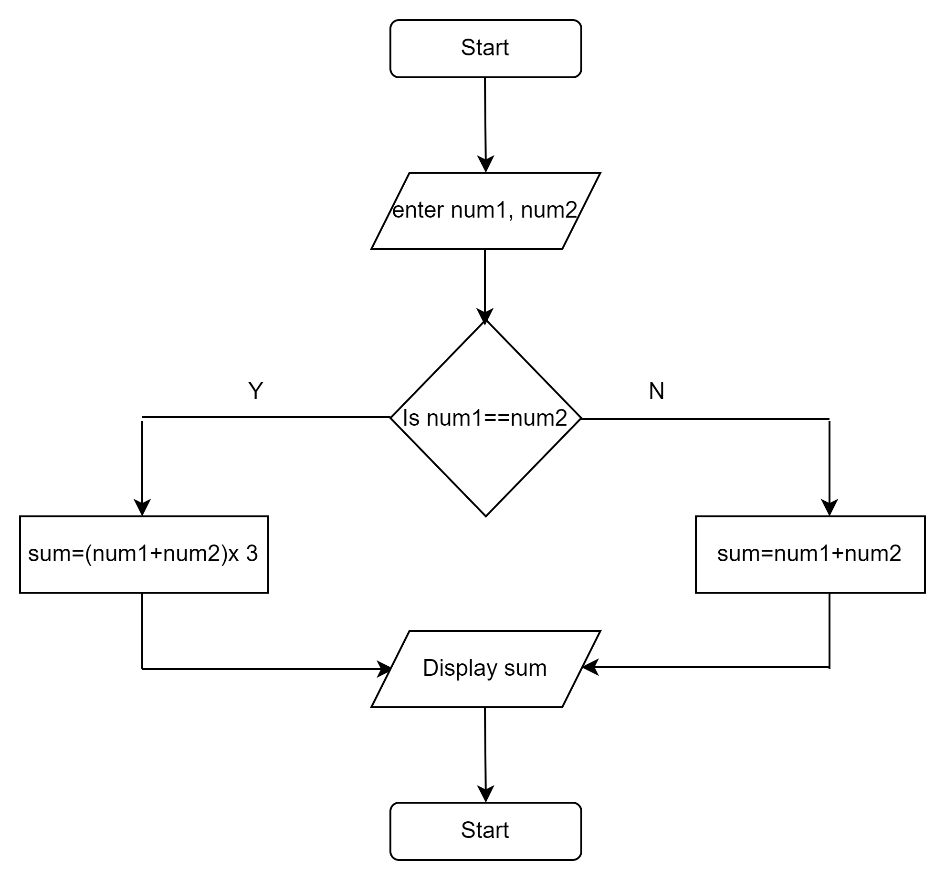 Start
enter num1, num2
Y
N
Is num1==num2
sum=(num1+num2)x 3
sum=num1+num2
Display sum
Start